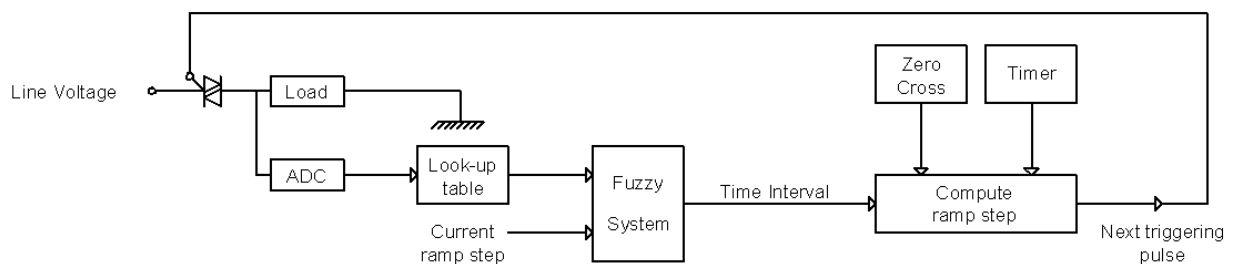 Line Voltage
Load
ADC
Look-up
table
Current
ramp step
Fuzzy
System
Time Interval
Zero
Cross
Timer
Compute
ramp step
Next triggering
pulse